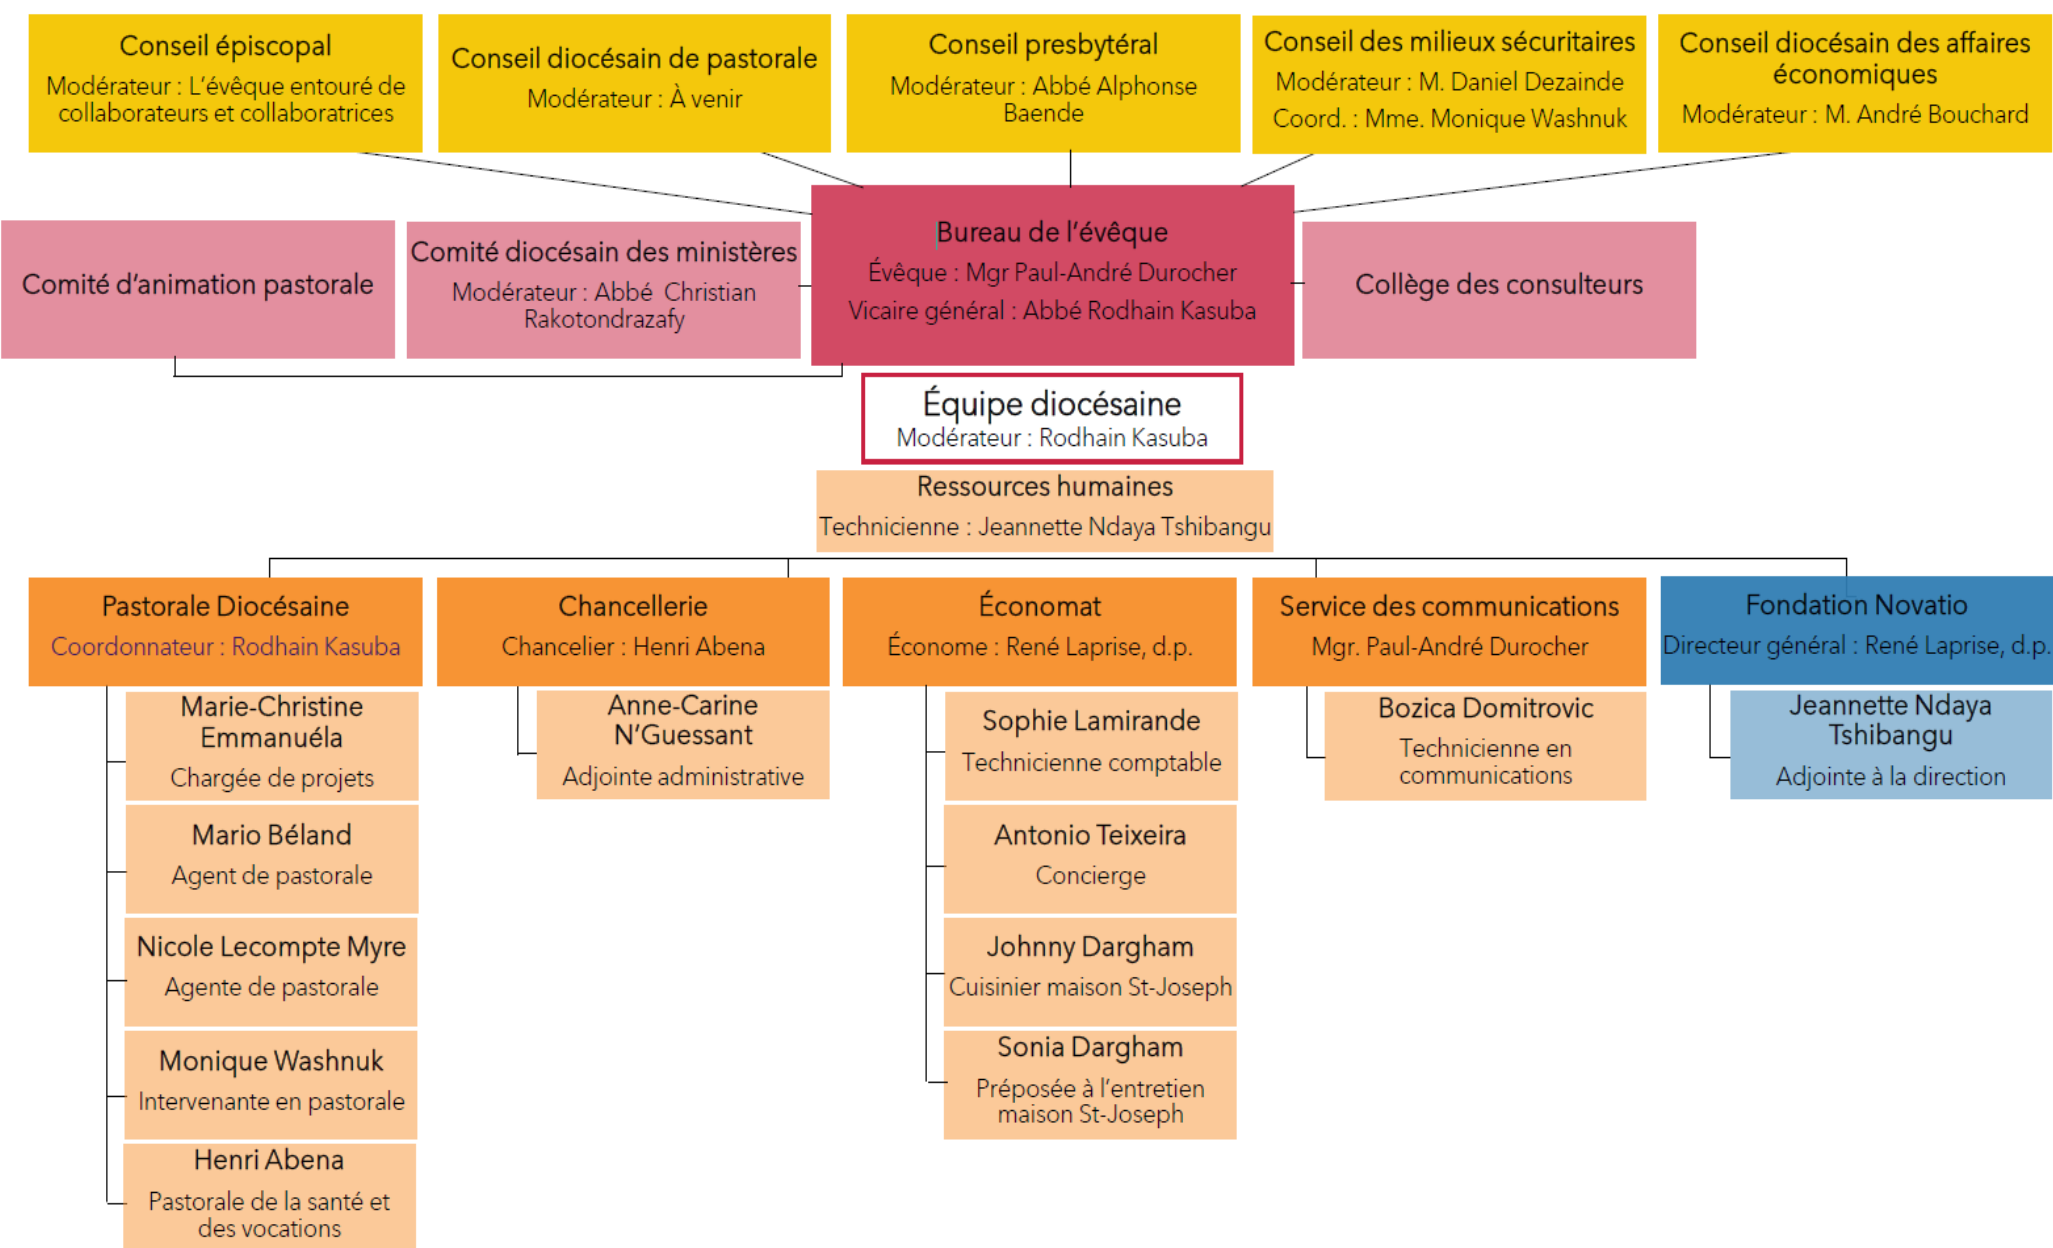 Conseil épiscopal
Modérateur : L’évêque entouré de
collaborateurs et collaboratrices
Conseil diocésain de pastorale
Modérateur : À venir
Conseil presbytéral
Modérateur : Abbé Alphonse
Baende
Conseil des milieux sécuritaires
Modérateur : M. Daniel Dezainde
Coord. : Mme. Monique Washnuk
Conseil diocésain des affaires
économiques
Modérateur : M. André Bouchard
Comité d’animation pastorale
Comité diocésain des ministères
Modérateur : Abbé Christian
Rakotondrazafy
Bureau de l’évêque
Évêque : Mgr Paul-André Durocher
Vicaire général : Abbé Rodhain Kasuba
Collège des consulteurs
Équipe diocésaine
Modérateur : Rodhain Kasuba
Ressources humaines
Technicienne : Jeannette Ndaya Tshibangu
Pastorale Diocésaine
Coordonnateur : Rodhain Kasuba
Marie-Christine
Emmanuéla
Chargée de projets
Mario Béland
Agent de pastorale
Nicole Lecompte Myre
Agente de pastorale
Monique Washnuk
Intervenante en pastorale
Henri Abena
Pastorale de la santé et
des vocations
Chancellerie
Chancelier : Henri Abena
Anne-Carine
N’Guessant
Adjointe administrative
Économat
Économe : René Laprise, d.p.
Sophie Lamirande
Technicienne comptable
Antonio Teixeira
Concierge
Johnny Dargham
Cuisinier maison St-Joseph
Sonia Dargham
Préposée à l’entretien
maison St-Joseph
Service des communications
Mgr. Paul-André Durocher
Bozica Domitrovic
Technicienne en
communications
Fondation Novatio
Directeur général : René Laprise, d.p.
Jeannette Ndaya
Tshibangu
Adjointe à la direction